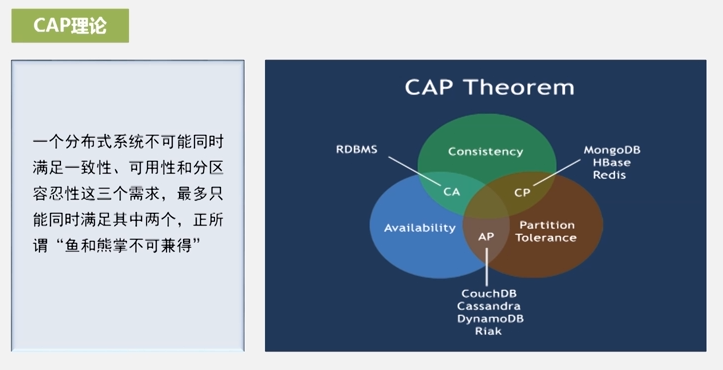 CAP理论
一个分布式系统不可能同时
满足一致性、可用性和分区
容忍性这三个需求，最多只
能同时满足其中两个，正所
谓“鱼和熊掌不可兼得”
CAP Theorem
RDBMS
Consistency
MongoDB
HBase
Redis
CA
CP
Availability
AP
Partition
Tolerance
CouchDB
Cassandra
DynamoDB
Riak